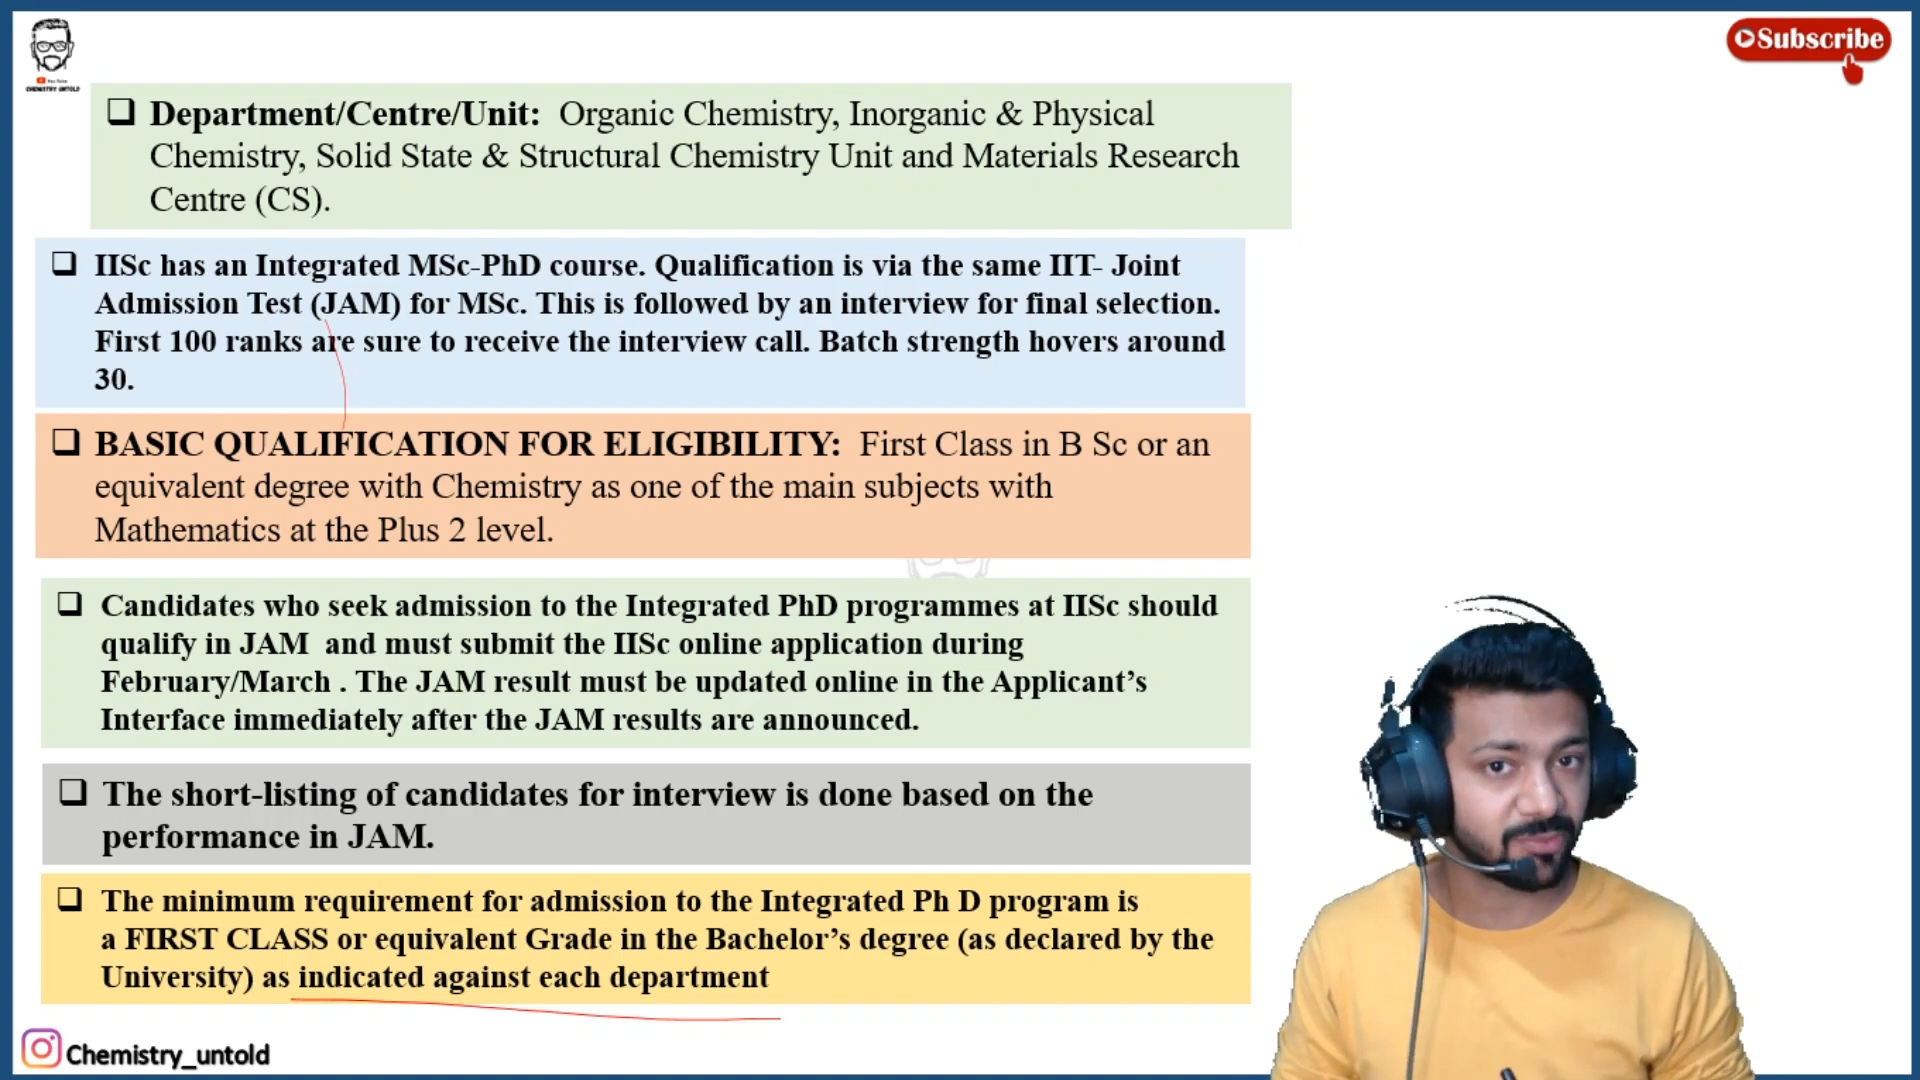 Subscribe
YouTube
CHEMISTRY UNTOLD
Department/Centre/Unit: Organic Chemistry, Inorganic & Physical
Chemistry, Solid State & Structural Chemistry Unit and Materials Research
Centre (CS).
IISc has an Integrated MSc-PhD course. Qualification is via the same IIT- Joint
Admission Test (JAM) for MSc. This is followed by an interview for final selection.
First 100 ranks are sure to receive the interview call. Batch strength hovers around
30.
BASIC QUALIFICATION FOR ELIGIBILITY: First Class in B Sc or an
equivalent degree with Chemistry as one of the main subjects with
Mathematics at the Plus 2 level.
Candidates who seek admission to the Integrated PhD programmes at IISc should
qualify in JAM and must submit the IISc online application during
February/March . The JAM result must be updated online in the Applicant’s
Interface immediately after the JAM results are announced.
The short-listing of candidates for interview is done based on the
performance in JAM.
The minimum requirement for admission to the Integrated Ph D program is
a FIRST CLASS or equivalent Grade in the Bachelor’s degree (as declared by the
University) as indicated against each department
Chemistry_untold